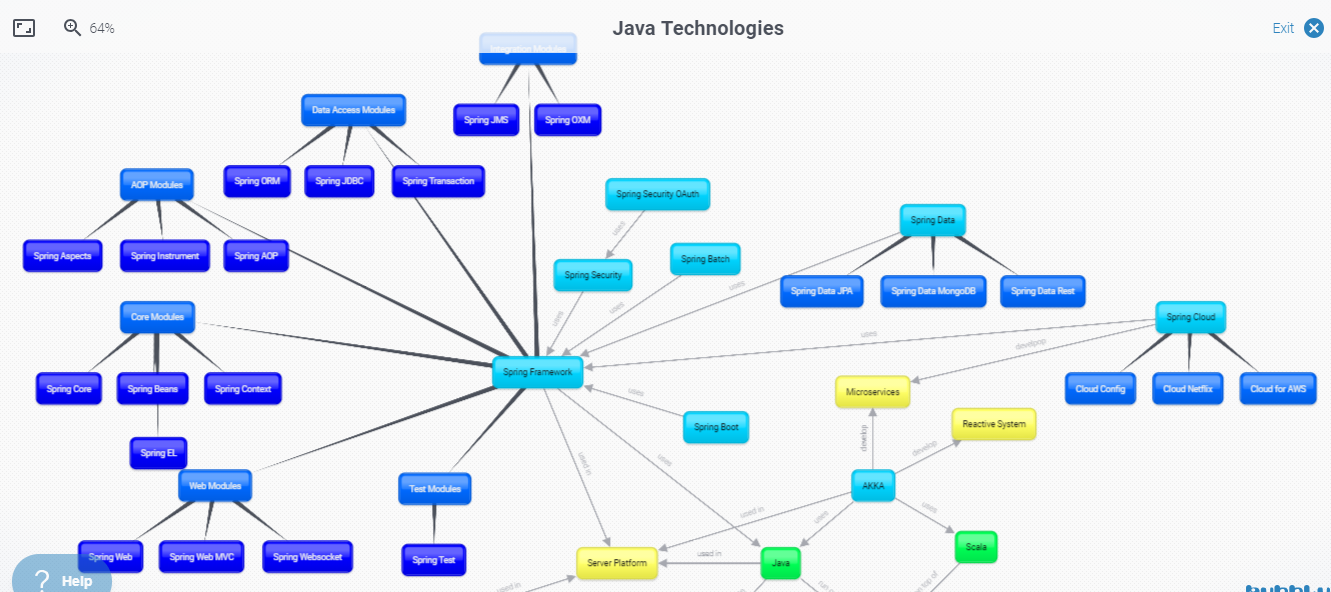 64%
Java Technologies
Exit
Integration Modules
Data Access Modules
Spring JMS
Spring OXM
AOP Modules
Spring ORM
Spring JDBC
Spring Transaction
Spring Security OAuth
Spring Data
uses
Spring Aspects
Spring Instrument
Spring AOP
Spring Security
Spring Batch
uses
Spring Data JPA
Spring Data MongoDB
Spring Data Rest
Core Modules
uses
uses
Spring Cloud
uses
develpop
Spring Framework
Spring Core
Spring Beans
Spring Context
uses
Microservices
Cloud Config
Cloud Netflix
Cloud for AWS
Spring Boot
Reactive System
develop
develop
Spring EL
used in
uses
Web Modules
Test Modules
AKKA
used in
uses
uses
Spring Web
Spring Web MVC
Spring Websocket
Spring Test
Server Platform
used in
Java
Scala
? Help
used in